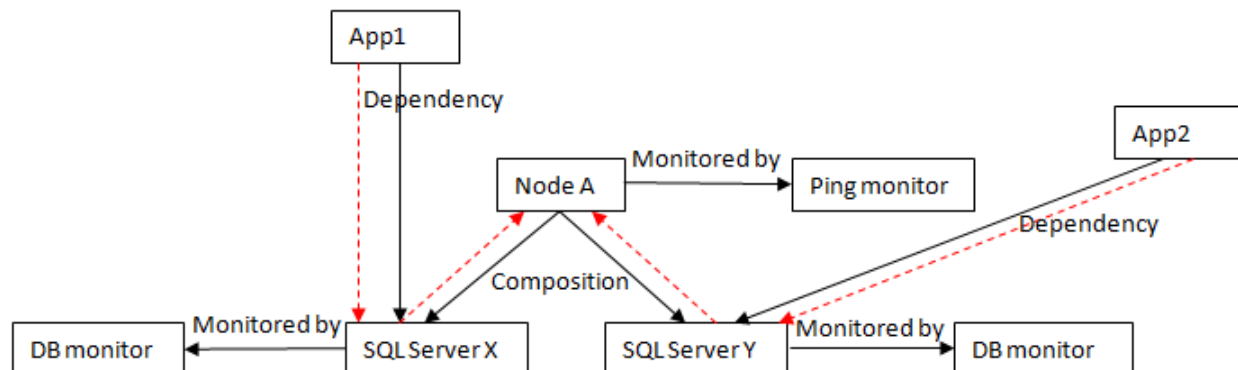 App1
Dependency
App2
Monitored by
Node A
Ping monitor
Dependency
Composition
Monitored by
Monitored by
DB monitor
SQL Server X
SQL Server Y
DB monitor